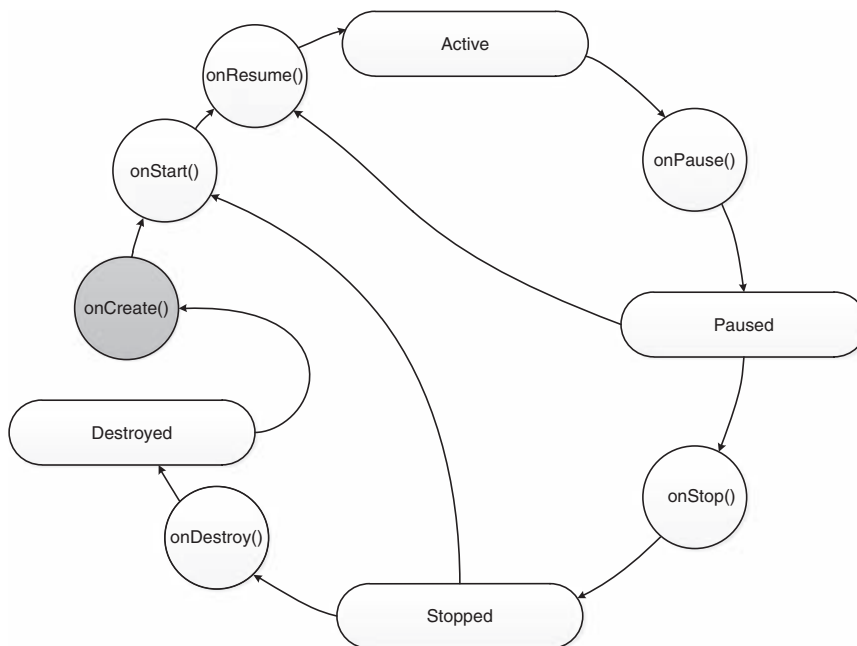 Active
onResume()
onPause()
onStart()
onCreate()
Paused
Destroyed
onStop()
onDestroy()
Stopped